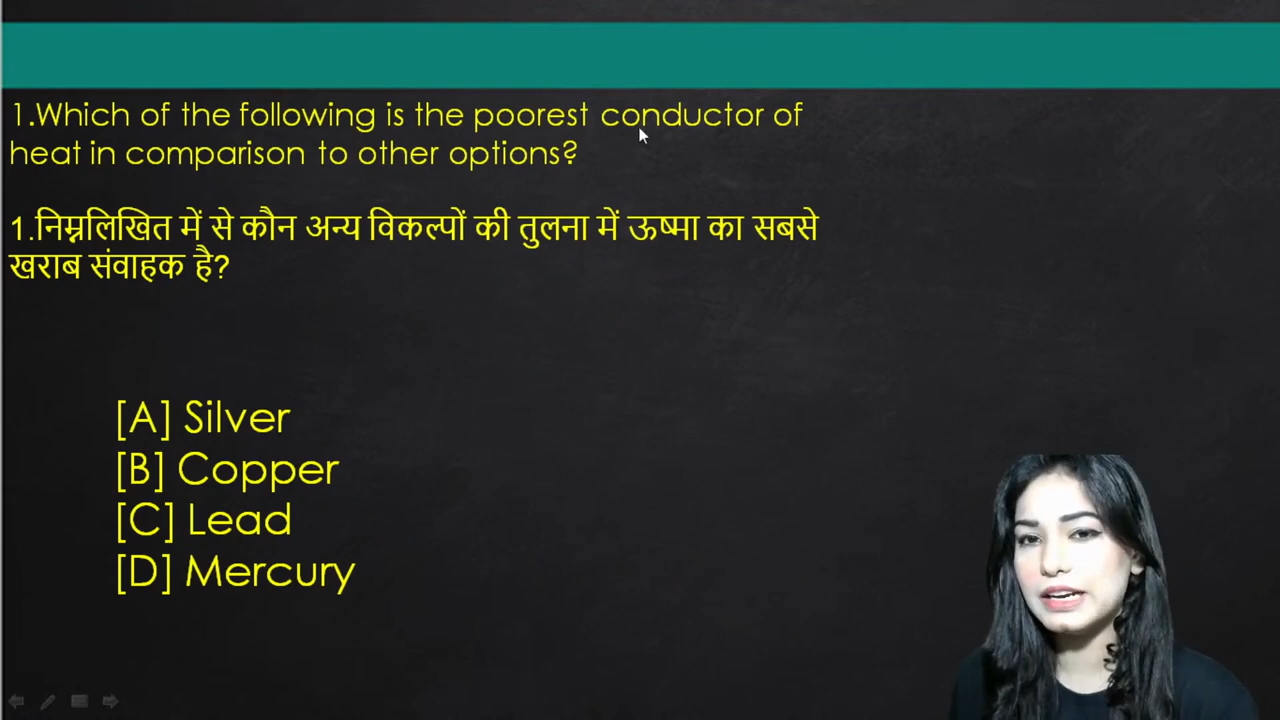 1.Which of the following is the poorest conductor of
heat in comparison to other options?
1.निम्नलिखित में से कौन अन्य विकल्पों की तुलना में ऊष्मा का सबसे
खराब संवाहक है?
[A] Silver
[B] Copper
[C] Lead
[D] Mercury